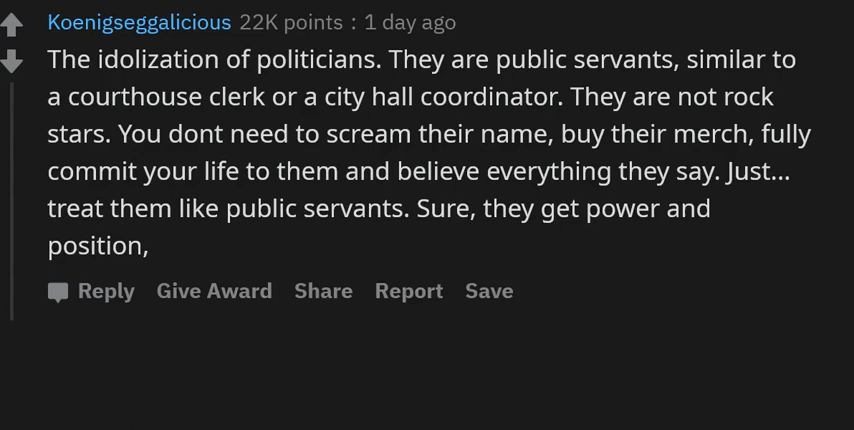 Koenigseggalicious 22K points : 1 day ago
The idolization of politicians. They are public servants, similar to
a courthouse clerk or a city hall coordinator. They are not rock
stars. You dont need to scream their name, buy their merch, fully
commit your life to them and believe everything they say. Just...
treat them like public servants. Sure, they get power and
position,
Reply Give Award Share Report Save